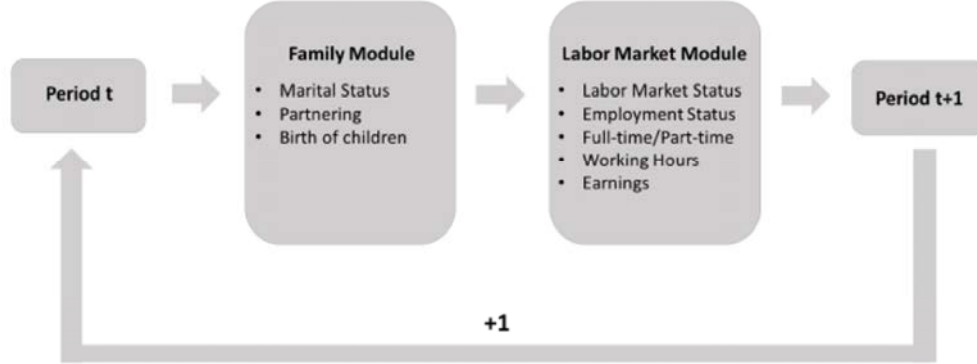 Period t
Family Module
• Marital Status
• Partnering
• Birth of children
Labor Market Module
• Labor Market Status
• Employment Status
• Full-time/Part-time
• Working Hours
• Earnings
Period t+1
+1